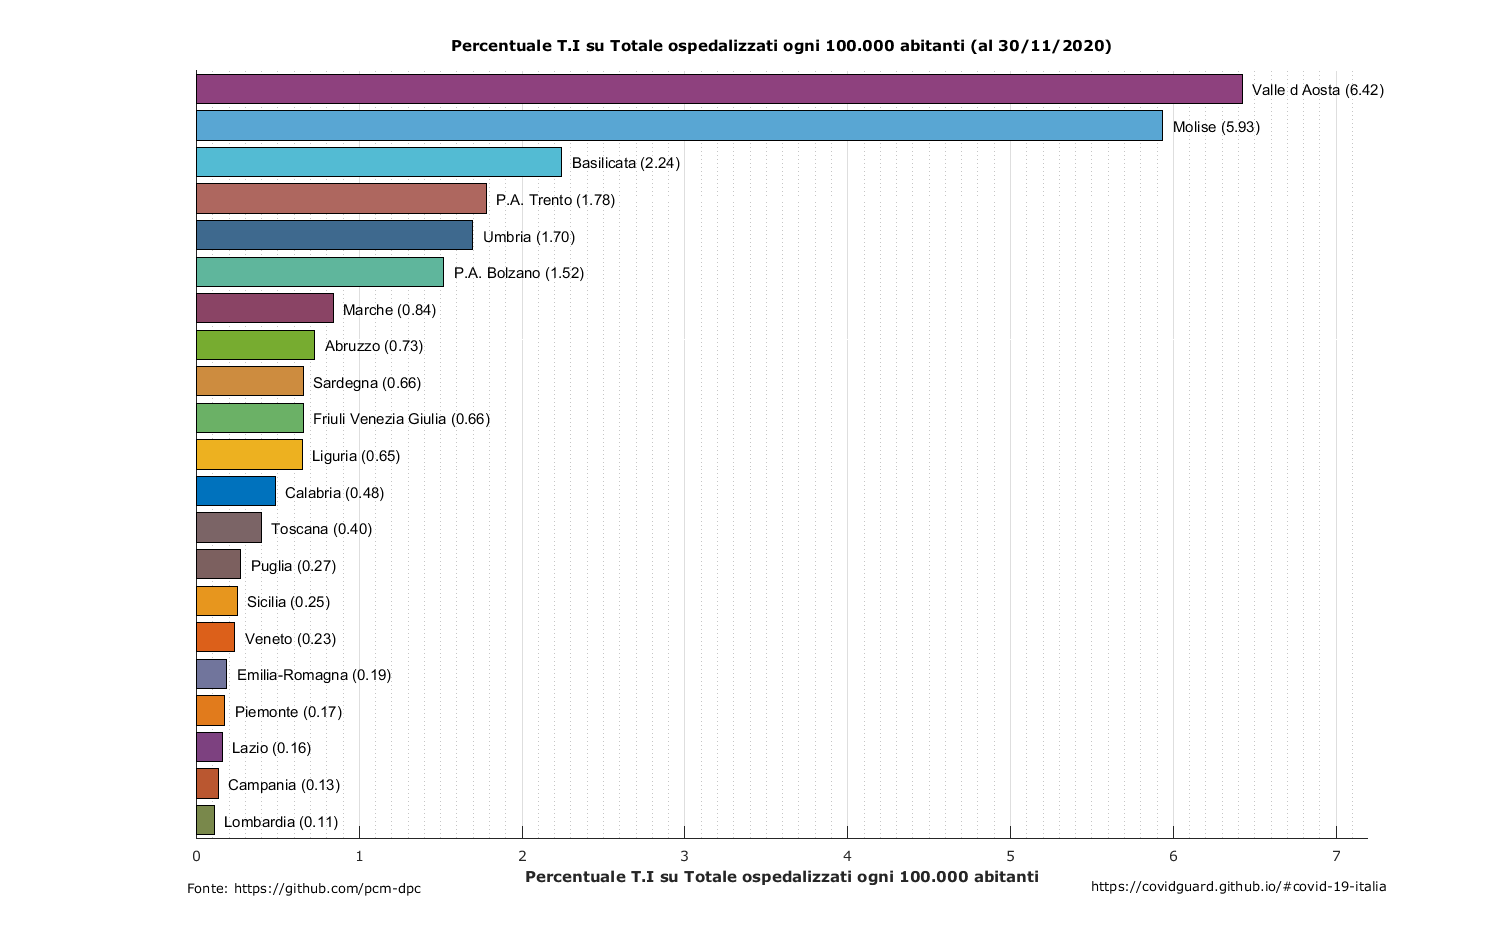 Percentuale T.I su Totale ospedalizzati ogni 100.000 abitanti (al 30/11/2020)
Valle d Aosta (6.42)
Molise (5.93)
Basilicata (2.24)
P.A. Trento (1.78)
Umbria (1.70)
P.A. Bolzano (1.52)
Marche (0.84)
Abruzzo (0.73)
Sardegna (0.66)
Friuli Venezia Giulia (0.66)
Liguria (0.65)
Calabria (0.48)
Toscana (0.40)
Puglia (0.27)
Sicilia (0.25)
Veneto (0.23)
Emilia-Romagna (0.19)
Piemonte (0.17)
Lazio (0.16)
Campania (0.13)
Lombardia (0.11)
0 1 2 3 4 5 6 7
Percentuale T.I su Totale ospedalizzati ogni 100.000 abitanti
Fonte: https://github.com/pcm-dpc
https://covidguard.github.io/#covid-19-italia